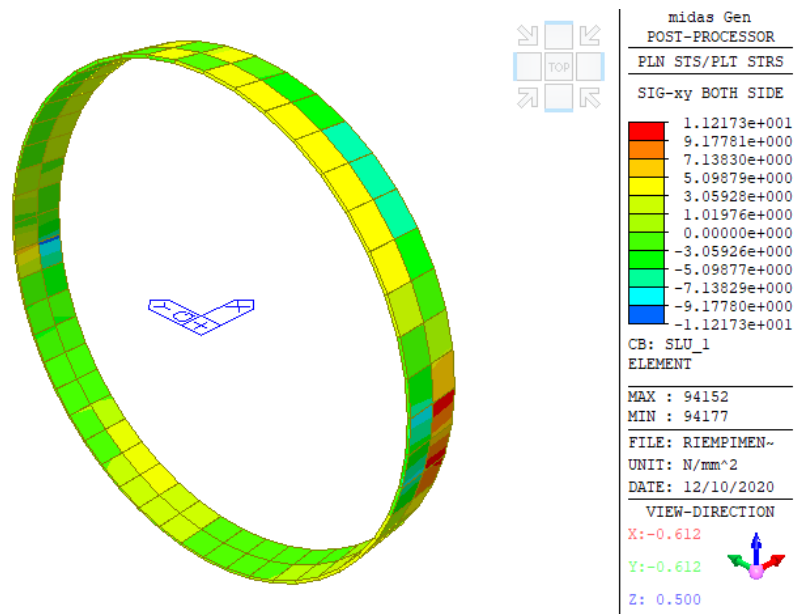 TOP
Y
G
X
midas Gen
POST-PROCESSOR
PLN STS/PLT STRS
SIG-xy BOTH SIDE
1.12173e+001
9.17781e+000
7.13830e+000
5.09879e+000
3.05928e+000
1.01976e+000
0.00000e+000
-3.05926e+000
-5.09877e+000
-7.13829e+000
-9.17780e+000
-1.12173e+001
CB: SLU_1
ELEMENT
MAX : 94152
MIN : 94177
FILE: RIEMPIMEN~
UNIT: N/mm^2
DATE: 12/10/2020
VIEW-DIRECTION
X:-0.612
Y:-0.612
Z: 0.500